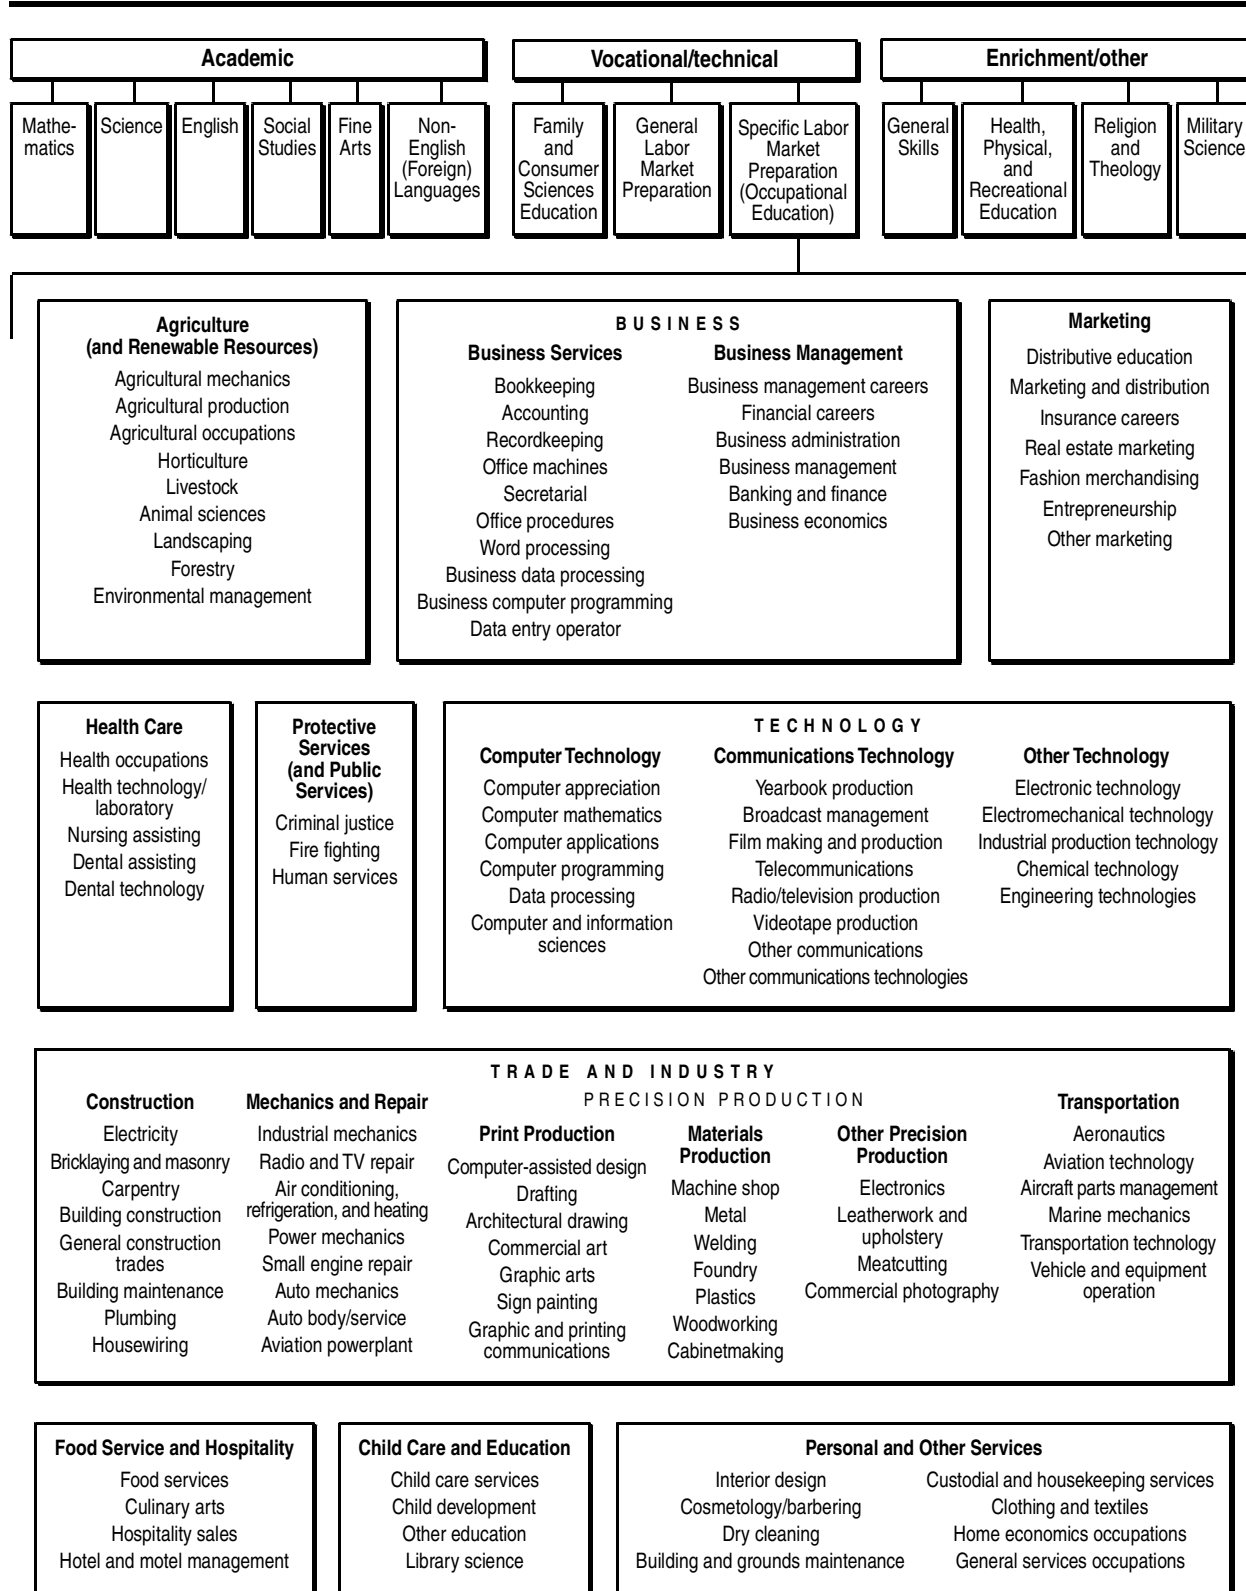 Academic
Mathe-
matics
Science
English
Social
Studies
Fine
Arts
Non-
English
(Foreign)
Languages
Vocational/technical
Family
and
Consumer
Sciences
Education
General
Labor
Market
Preparation
Specific Labor
Market
Preparation
(Occupational
Education)
Enrichment/other
General
Skills
Health,
Physical,
and
Recreational
Education
Religion
and
Theology
Military
Science
Agriculture
(and Renewable Resources)
Agricultural mechanics
Agricultural production
Agricultural occupations
Horticulture
Livestock
Animal sciences
Landscaping
Forestry
Environmental management
BUSINESS
Business Services
Bookkeeping
Accounting
Recordkeeping
Office machines
Secretarial
Office procedures
Word processing
Business data processing
Business computer programming
Data entry operator
Business Management
Business management careers
Financial careers
Business administration
Business management
Banking and finance
Business economics
Marketing
Distributive education
Marketing and distribution
Insurance careers
Real estate marketing
Fashion merchandising
Entrepreneurship
Other marketing
Health Care
Health occupations
Health technology/
laboratory
Nursing assisting
Dental assisting
Dental technology
Protective
Services
(and Public
Services)
Criminal justice
Fire fighting
Human services
TECHNOLOGY
Computer Technology
Computer appreciation
Computer mathematics
Computer applications
Computer programming
Data processing
Computer and information
sciences
Communications Technology
Yearbook production
Broadcast management
Film making and production
Telecommunications
Radio/television production
Videotape production
Other communications
Other communications technologies
Other Technology
Electronic technology
Electromechanical technology
Industrial production technology
Chemical technology
Engineering technologies
TRADE AND INDUSTRY
Construction
Electricity
Bricklaying and masonry
Carpentry
Building construction
General construction
trades
Building maintenance
Plumbing
Housewiring
Mechanics and Repair
Industrial mechanics
Radio and TV repair
Air conditioning,
refrigeration, and heating
Power mechanics
Small engine repair
Auto mechanics
Auto body/service
Aviation powerplant
PRECISION PRODUCTION
Print Production
Computer-assisted design
Drafting
Architectural drawing
Commercial art
Graphic arts
Sign painting
Graphic and printing
communications
Materials
Production
Machine shop
Metal
Welding
Foundry
Plastics
Woodworking
Cabinetmaking
Other Precision
Production
Electronics
Leatherwork and
upholstery
Meatcutting
Commercial photography
Transportation
Aeronautics
Aviation technology
Aircraft parts management
Marine mechanics
Transportation technology
Vehicle and equipment
operation
Food Service and Hospitality
Food services
Culinary arts
Hospitality sales
Hotel and motel management
Child Care and Education
Child care services
Child development
Other education
Library science
Personal and Other Services
Interior design
Cosmetology/barbering
Dry cleaning
Building and grounds maintenance
Custodial and housekeeping services
Clothing and textiles
Home economics occupations
General services occupations